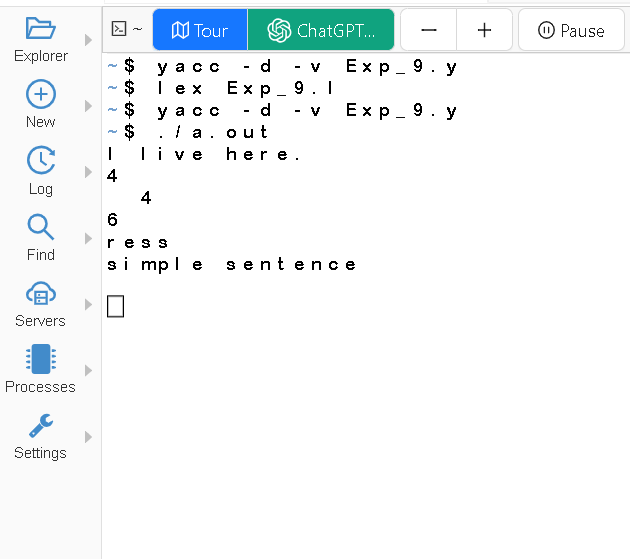 ~
Tour
ChatGPT...
Pause
Explorer
New
Log
Find
Servers
Processes
Settings
~$ yacc -d -v Exp_9.y
~$ lex Exp_9.l
~$ yacc -d -v Exp_9.y
~$ ./a.out
I live here.
4
4
6
ress
simple sentence